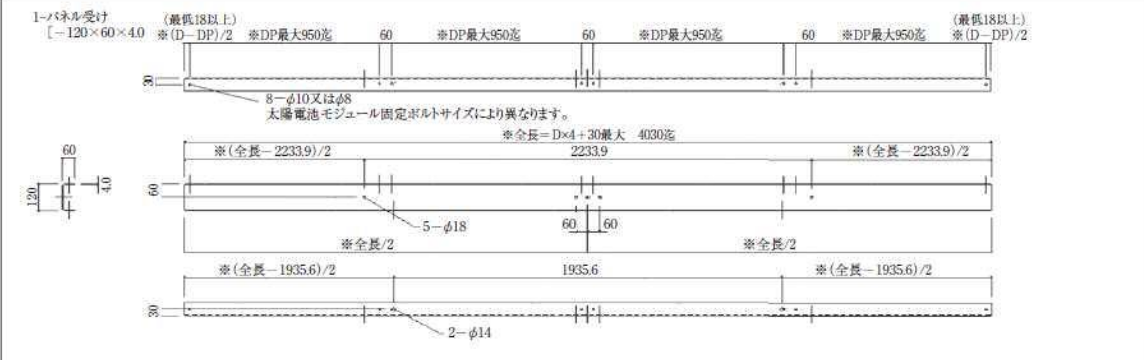 1-パネル受け
[-120×60×4.0
(最低18以上)
※(D-DP)/2
※DP最大950迄
60
※DP最大950迄
60
※DP最大950迄
60
※DP最大950迄
(最低18以上)
※(D-DP)/2
30
8-φ10又はφ8
太陽電池モジュール固定ボルトサイズにより異なります。
※全長=D×4+30最大 4030迄
※(全長-2233.9)/2
2233.9
※(全長-2233.9)/2
60
120
4.0
60
5-φ18
60
60
※全長/2
※全長/2
※(全長-1935.6)/2
1935.6
※(全長-1935.6)/2
30
2-φ14